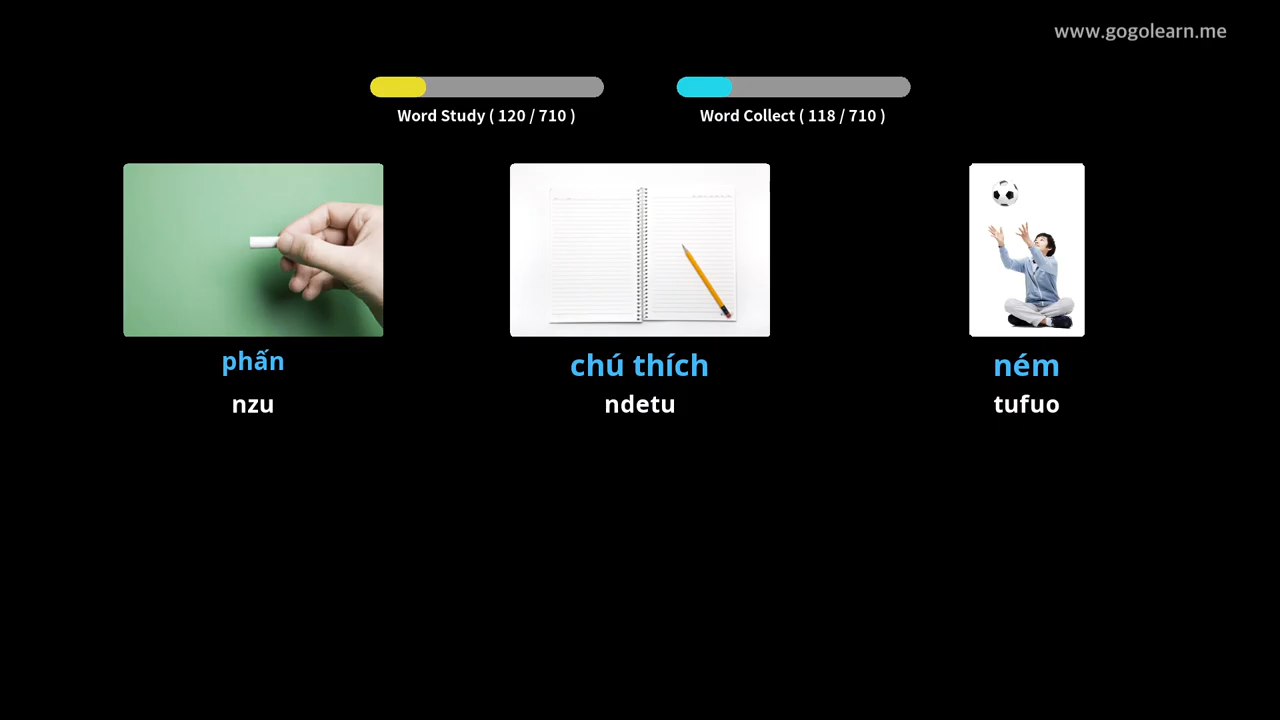 www.gogolearn.me
Word Study ( 120 / 710 )
Word Collect ( 118 / 710 )
phấn
chú thích
ném
nzu
ndetu
tufuo